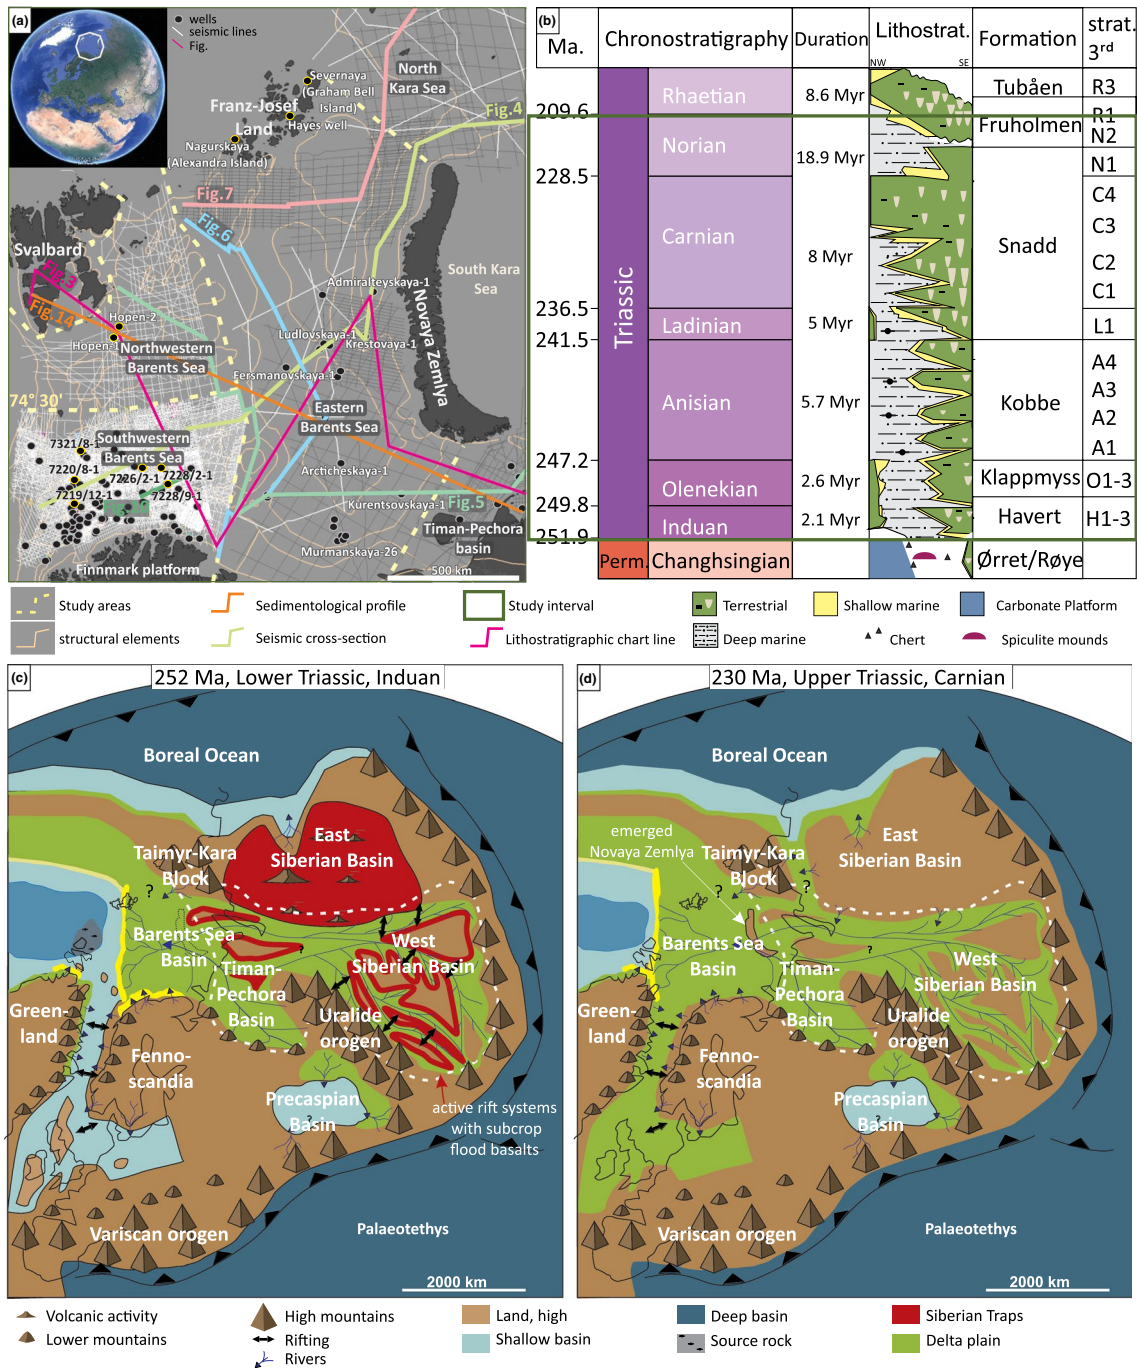 (a)
wells
seismic lines
Fig.
North
Kara Sea
Severnaya
(Graham Bell
Island)
Franz-Josef
Land
Hayes well
Nagurskaya
(Alexandra Island)
Fig.4
Fig.7
Fig.6
Svalbard
Fig.3
Fig.14
South Kara
Sea
Admiralteyskaya-1
Novaya Zemlya
Hopen-2
Hopen-1
Ludlovskaya-1
Krestovaya-1
Northwestern
Barents Sea
Fersmanovskaya-1
74° 30'
Eastern
Barents Sea
Southwestern
Barents Sea
7321/8-1
7220/8-1
7226/2-1
7228/2-1
7219/12-1
7228/9-1
Arcticheskaya-1
Fig.5
Kurentsovskaya-1
Timan-Pechora
basin
Murmanskaya-26
Finnmark platform
500 km
(b)
Ma.
Chronostratigraphy
Duration
Lithostrat.
NW
SE
Formation
strat.
3rd
Rhaetian
8.6 Myr
Tubåen
R3
209.6
R1
Fruholmen
N2
Norian
18.9 Myr
N1
228.5
Triassic
Carnian
8 Myr
Snadd
C4
C3
C2
C1
236.5
Ladinian
5 Myr
L1
241.5
Anisian
5.7 Myr
Kobbe
A4
A3
A2
A1
247.2
Olenekian
2.6 Myr
Klappmyss
O1-3
249.8
Induan
2.1 Myr
Havert
H1-3
251.9
Perm.
Changhsingian
Ørret/Røye
Study areas
Sedimentological profile
Study interval
Terrestrial
Shallow marine
Carbonate Platform
structural elements
Seismic cross-section
Lithostratigraphic chart line
Deep marine
Chert
Spiculite mounds
(c)
252 Ma, Lower Triassic, Induan
Boreal Ocean
East
Siberian Basin
Taimyr-Kara
Block
?
Barents Sea
Basin
?
West
Siberian Basin
Timan-
Pechora
Basin
Green-
land
Uralide
orogen
Fenno-
scandia
Precaspian
Basin
?
active rift systems
with subcrop
flood basalts
Variscan orogen
Palaeotethys
2000 km
(d)
230 Ma, Upper Triassic, Carnian
Boreal Ocean
emerged
Novaya Zemlya
East
Siberian Basin
Taimyr-Kara
Block
?
?
Barents Sea
Basin
?
West
Siberian Basin
Timan-
Pechora
Basin
Green-
land
Uralide
orogen
Fenno-
scandia
Precaspian
Basin
?
Variscan orogen
Palaeotethys
2000 km
Volcanic activity
High mountains
Land, high
Deep basin
Siberian Traps
Lower mountains
Rifting
Shallow basin
Source rock
Delta plain
Rivers